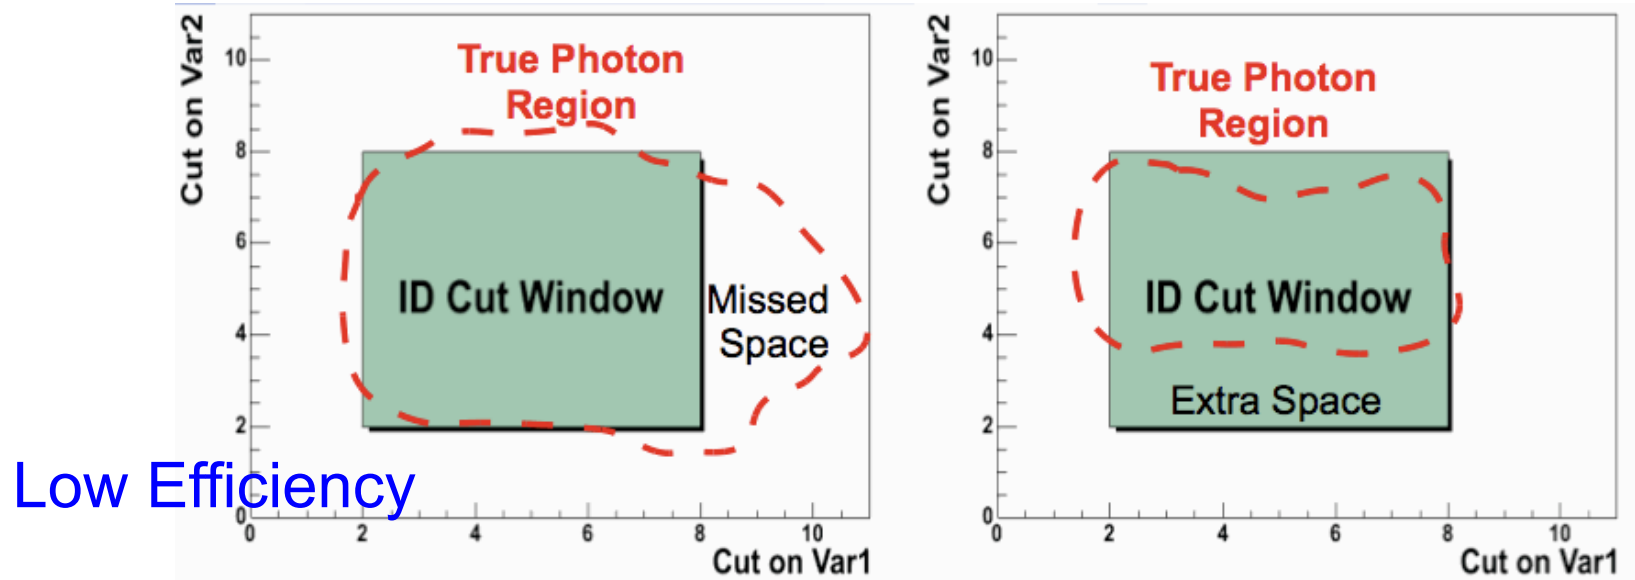 Cut on Var2
10
8
6
4
2
0
True Photon
Region
ID Cut Window
Missed
Space
0 2 4 6 8 10
Cut on Var1
Low Efficiency
Cut on Var2
10
8
6
4
2
0
True Photon
Region
ID Cut Window
Extra Space
0 2 4 6 8 10
Cut on Var1